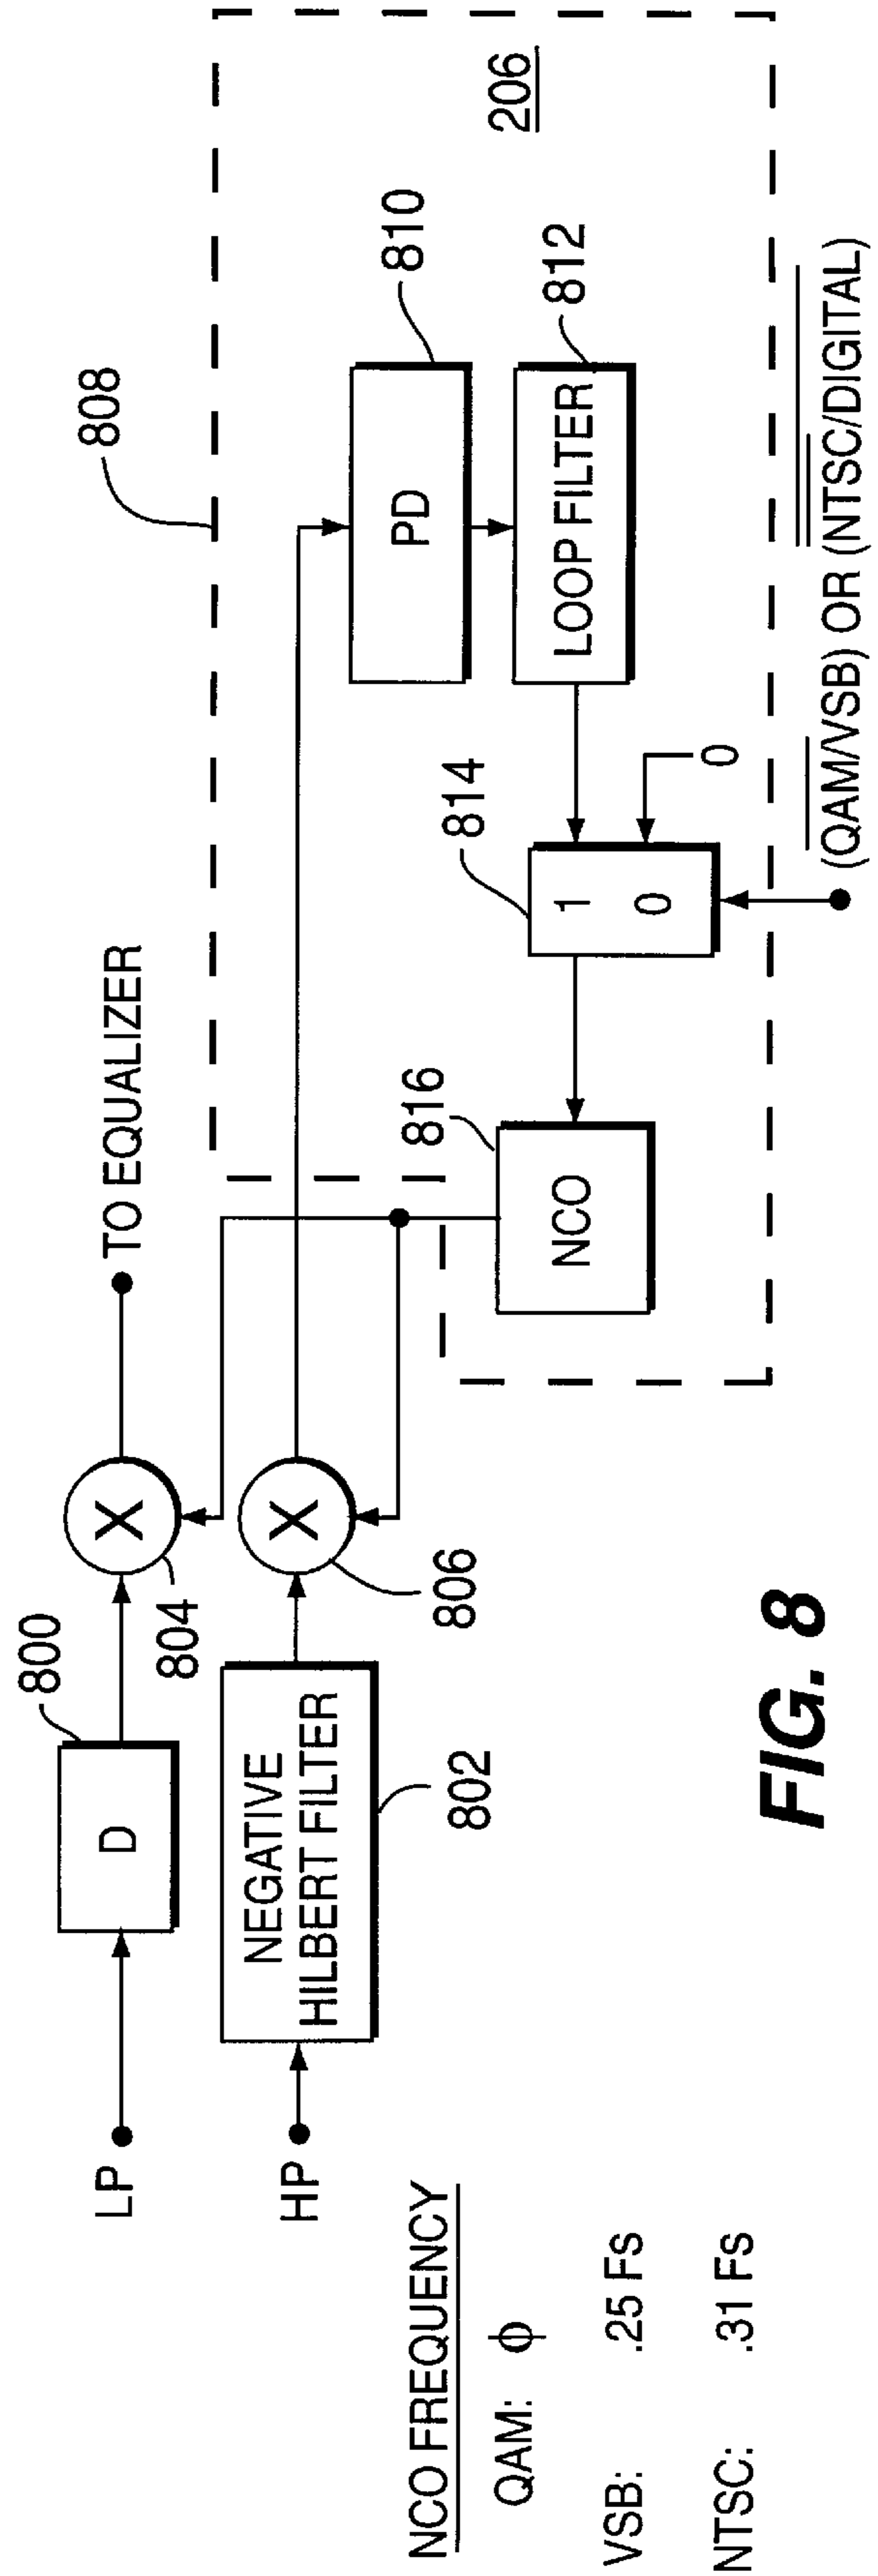 LP
D
800
804
TO EQUALIZER
808
206
HP
NEGATIVE
HILBERT FILTER
802
X
X
806
PD
810
LOOP FILTER
812
814
1
0
0
816
NCO
(QAM/VSB) OR (NTSC/DIGITAL)
NCO FREQUENCY
QAM: ϕ
VSB: .25 Fs
NTSC: .31 Fs
FIG. 8